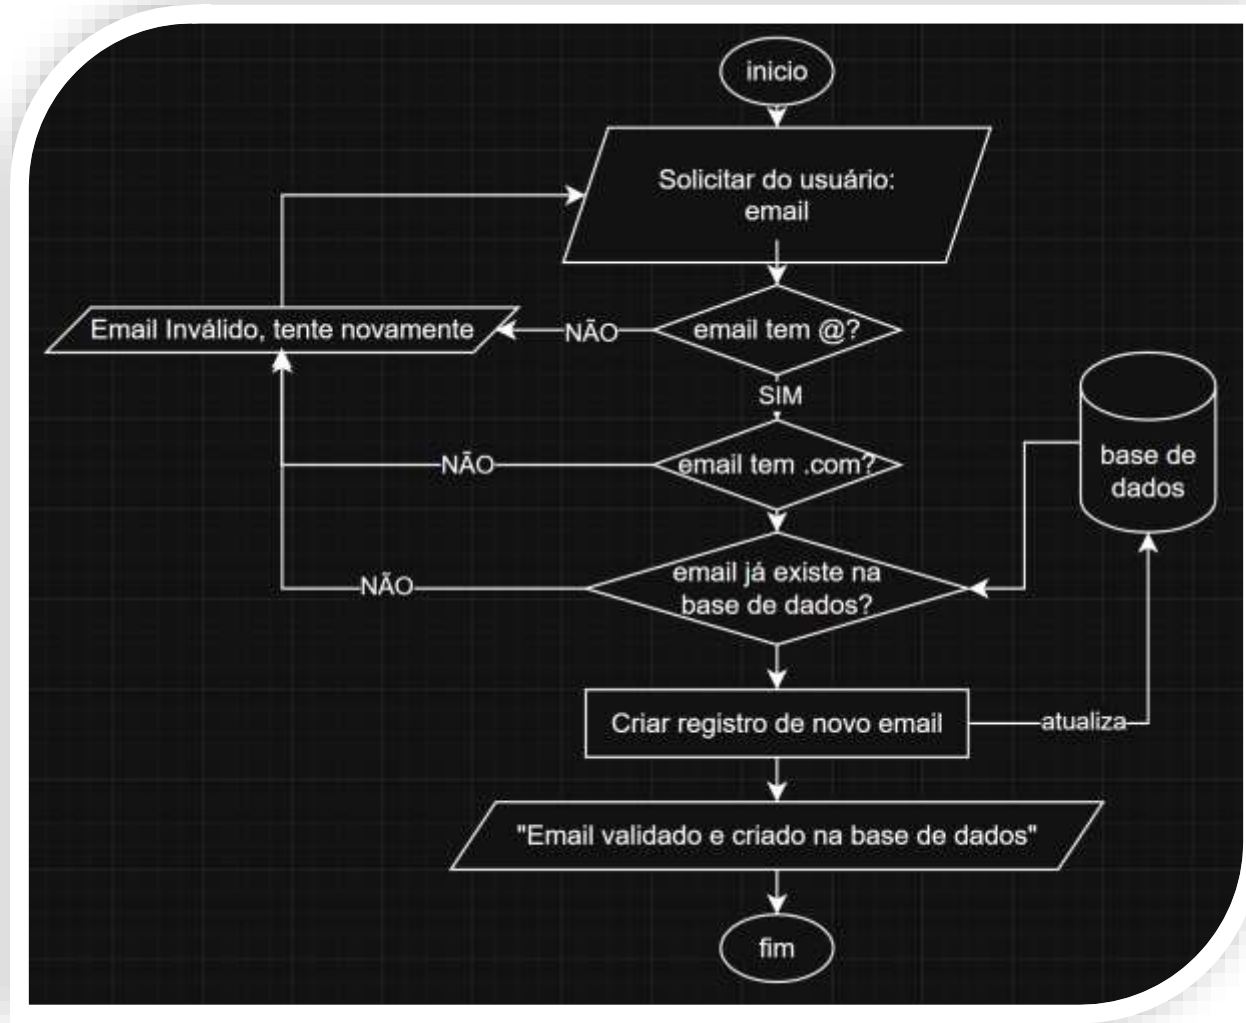 inicio
Solicitar do usuário:
email
Email Inválido, tente novamente
NÃO
email tem @?
SIM
NÃO
email tem .com?
base de
dados
NÃO
email já existe na
base de dados?
Criar registro de novo email
atualiza
"Email validado e criado na base de dados"
fim